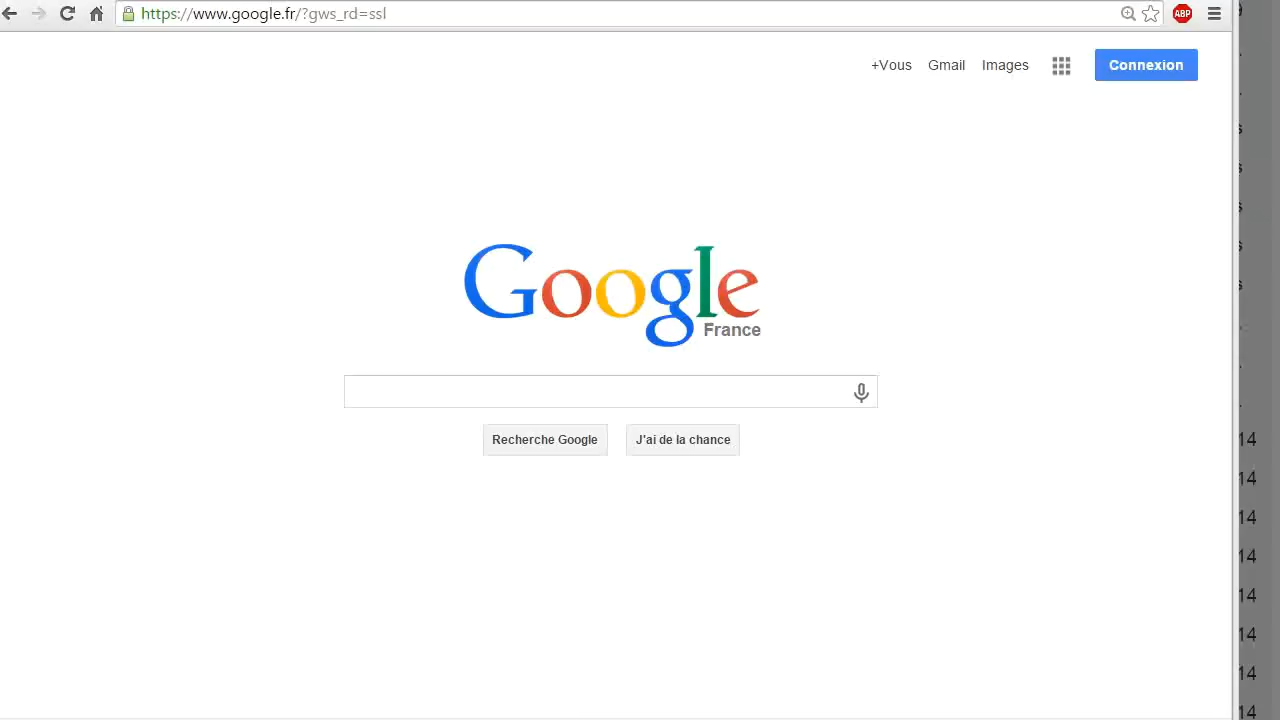 https://www.google.fr/?gws_rd=ssl
ABP
+Vous Gmail Images Connexion
Google
France
Recherche Google J'ai de la chance
14
14
14
14
14
14
14
14